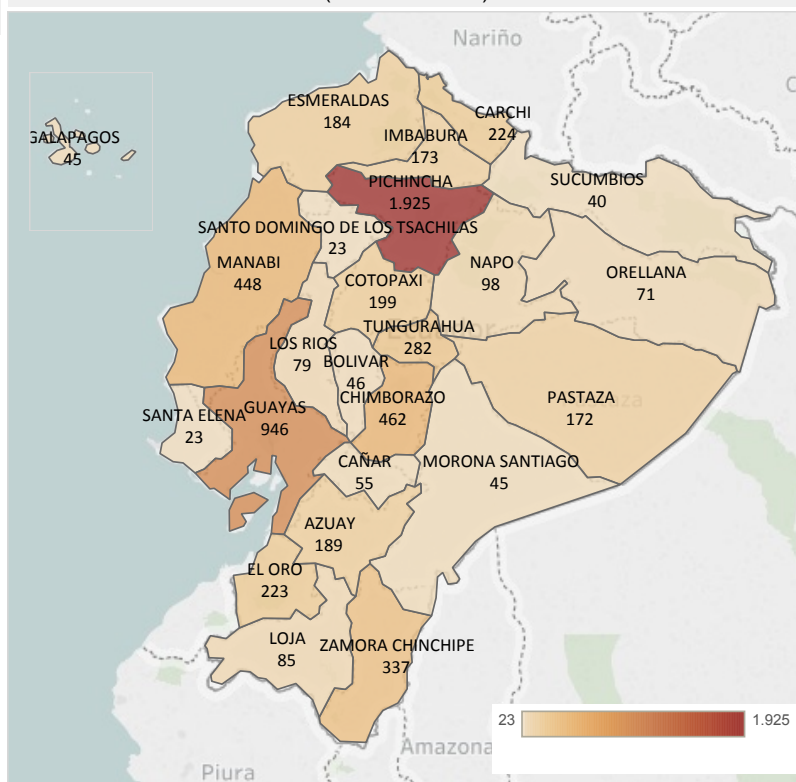 Nariño
ESMERALDAS
184
CARCHI
224
IMBABURA
173
GALAPAGOS
45
PICHINCHA
1.925
SUCUMBIOS
40
SANTO DOMINGO DE LOS TSACHILAS
23
MANABI
448
NAPO
98
ORELLANA
71
COTOPAXI
199
TUNGURAHUA
282
LOS RIOS
79
BOLIVAR
46
CHIMBORAZO
462
PASTAZA
172
SANTA ELENA
23
GUAYAS
946
CAÑAR
55
MORONA SANTIAGO
45
AZUAY
189
EL ORO
223
LOJA
85
ZAMORA CHINCHIPE
337
23
1.925
Amazona
Piura